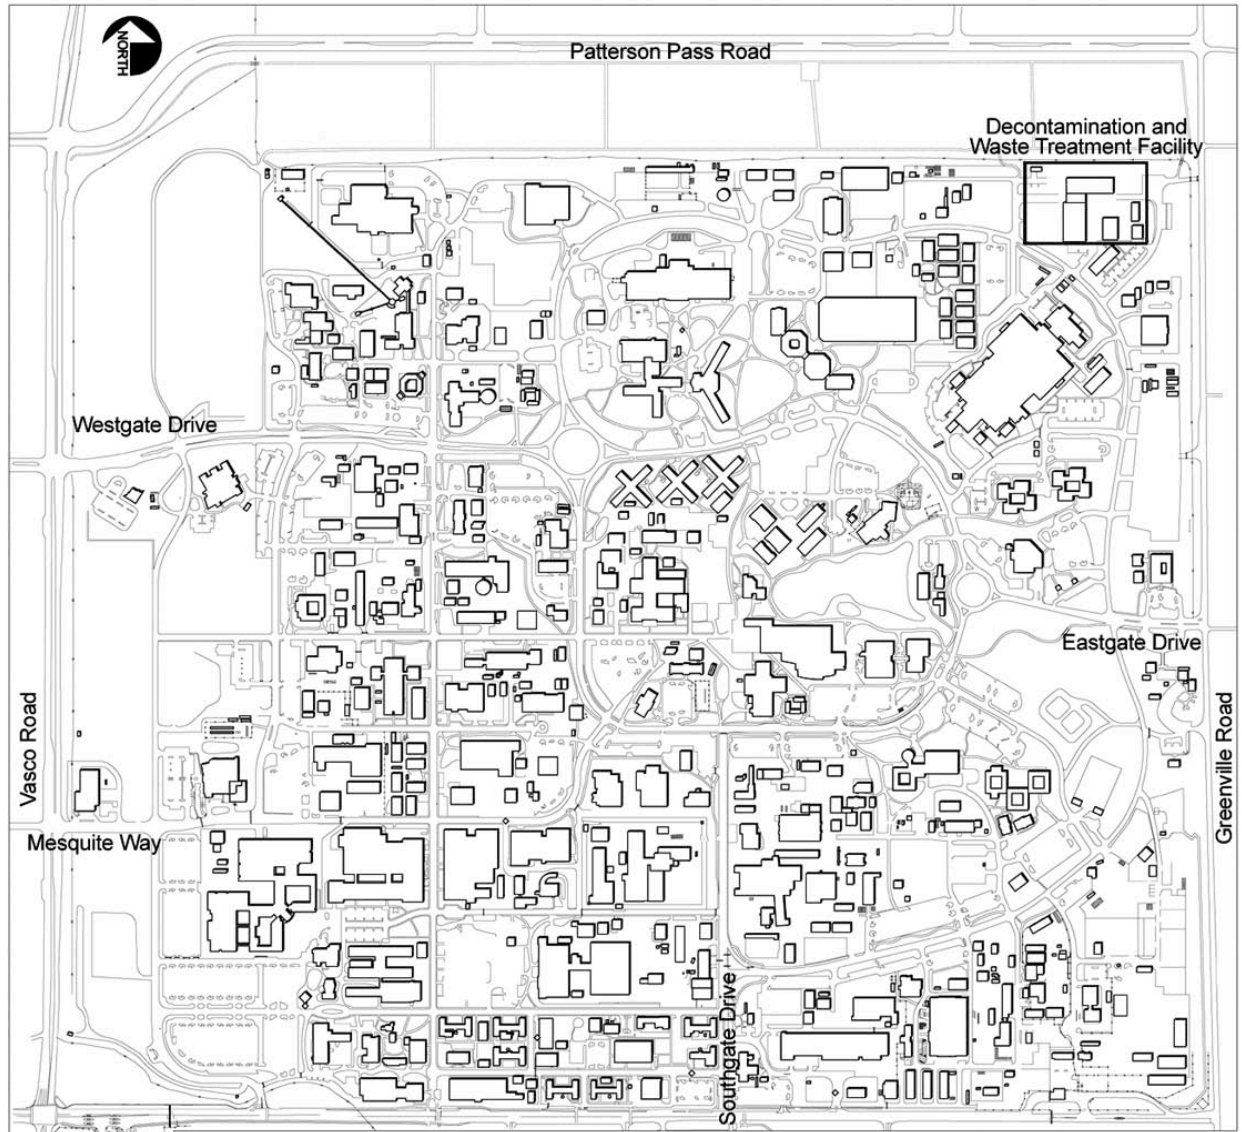 NORTH
Patterson Pass Road
Decontamination and
Waste Treatment Facility
Westgate Drive
Eastgate Drive
Vasco Road
Greenville Road
Mesquite Way
Southgate Drive